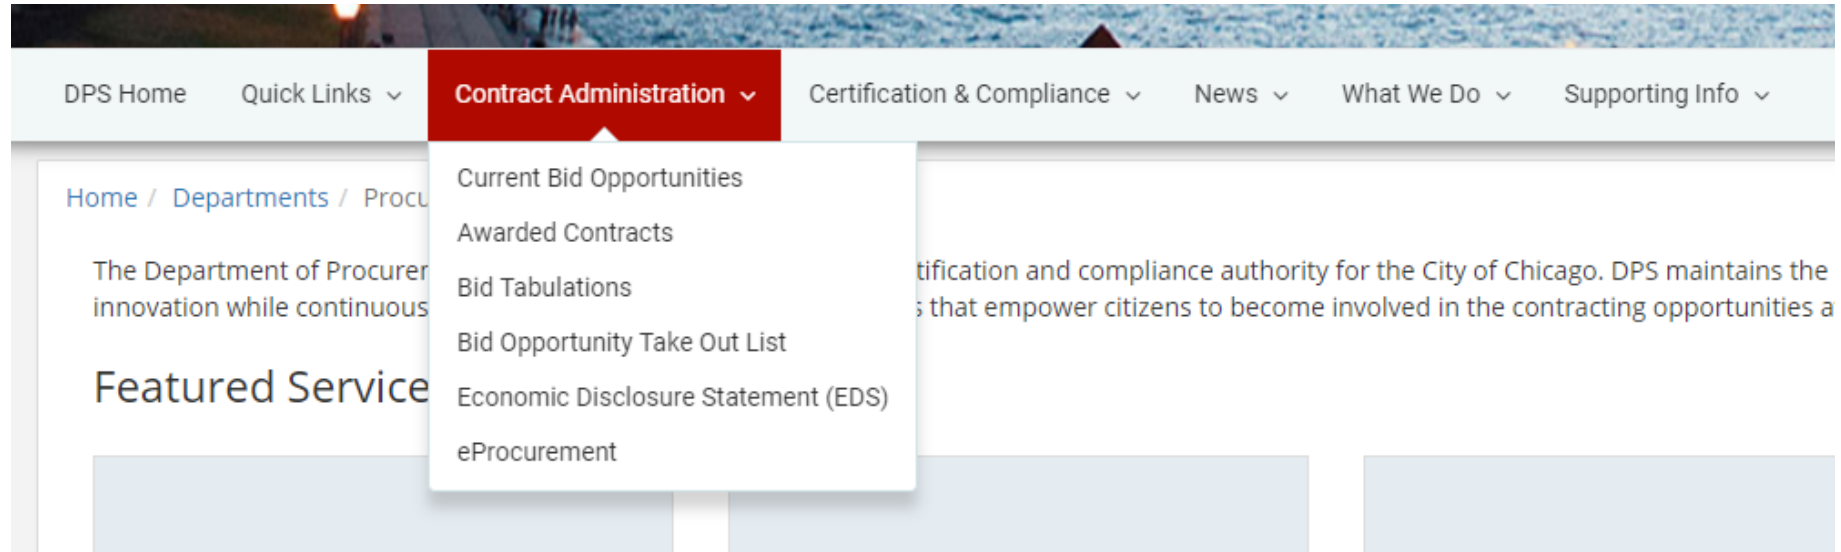 DPS Home Quick Links Contract Administration Certification & Compliance News What We Do Supporting Info
Current Bid Opportunities
Awarded Contracts
Bid Tabulations
Bid Opportunity Take Out List
Economic Disclosure Statement (EDS)
eProcurement
Home / Departments /
The Department of tification and compliance authority for the City of Chicago. DPS maintains the
innovation while that empower citizens to become involved in the contracting opportunities
Featured Service